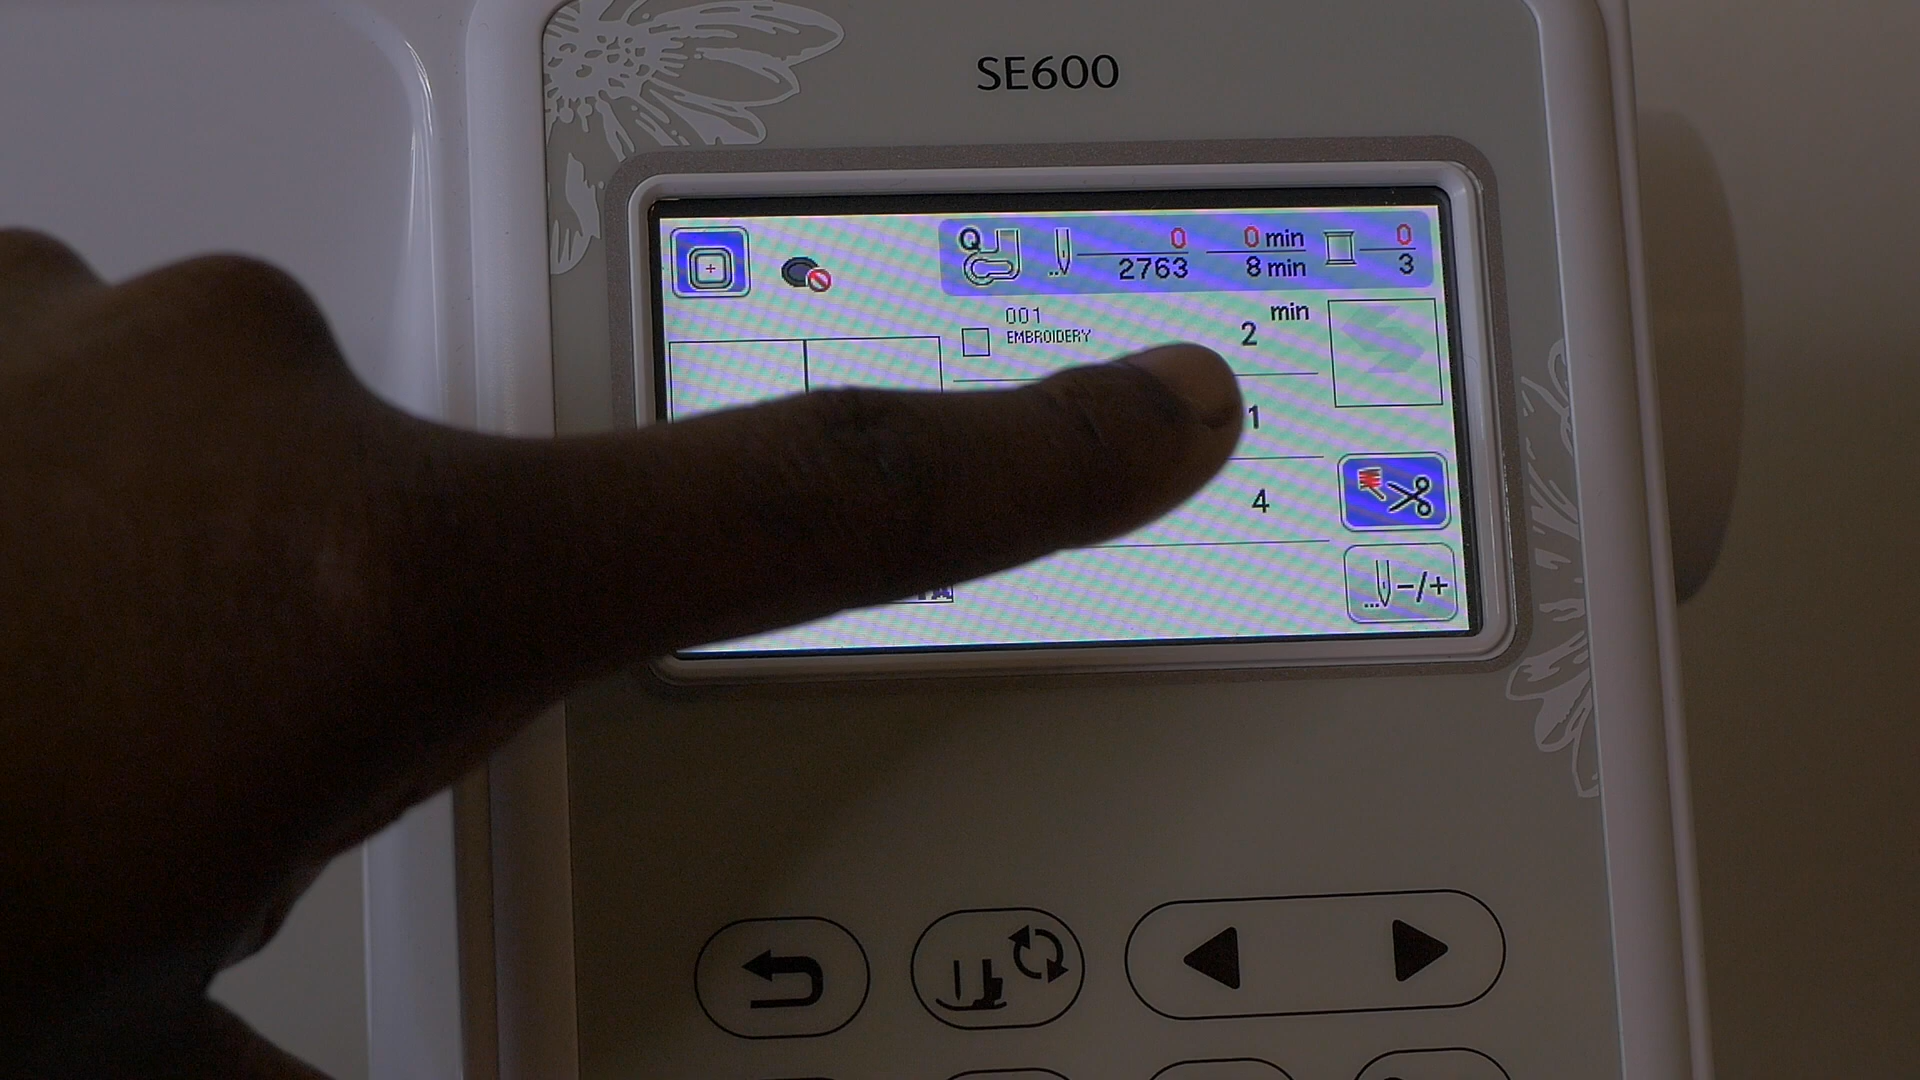 SE600
Q 0 0 min 0
2763 8 min 3
001 min
EMBROIDERY 2
1
4
-/+